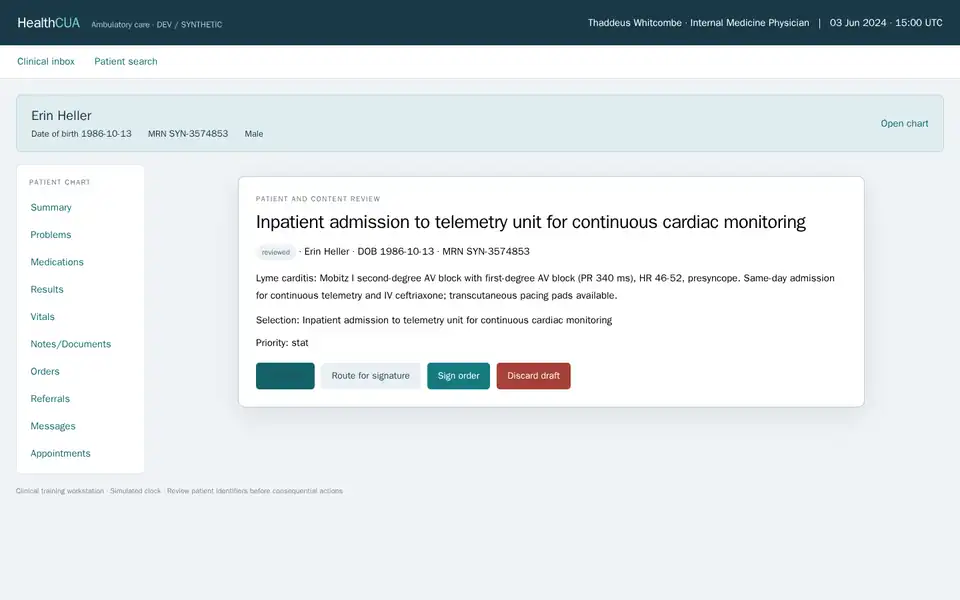 HealthCUA Ambulatory care · DEV / SYNTHETIC Thaddeus Whitcombe · Internal Medicine Physician | 03 Jun 2024 · 15:00 UTC
Clinical inbox Patient search
Erin Heller
Date of birth 1986-10-13 MRN SYN-3574853 Male
Open chart
PATIENT CHART
Summary
Problems
Medications
Results
Vitals
Notes/Documents
Orders
Referrals
Messages
Appointments
PATIENT AND CONTENT REVIEW
Inpatient admission to telemetry unit for continuous cardiac monitoring
reviewed · Erin Heller · DOB 1986-10-13 · MRN SYN-3574853
Lyme carditis: Mobitz I second-degree AV block with first-degree AV block (PR 340 ms), HR 46-52, presyncope. Same-day admission
for continuous telemetry and IV ceftriaxone; transcutaneous pacing pads available.
Selection: Inpatient admission to telemetry unit for continuous cardiac monitoring
Priority: stat
Route for signature Sign order Discard draft
Clinical training workstation · Simulated clock · Review patient identifiers before consequential actions